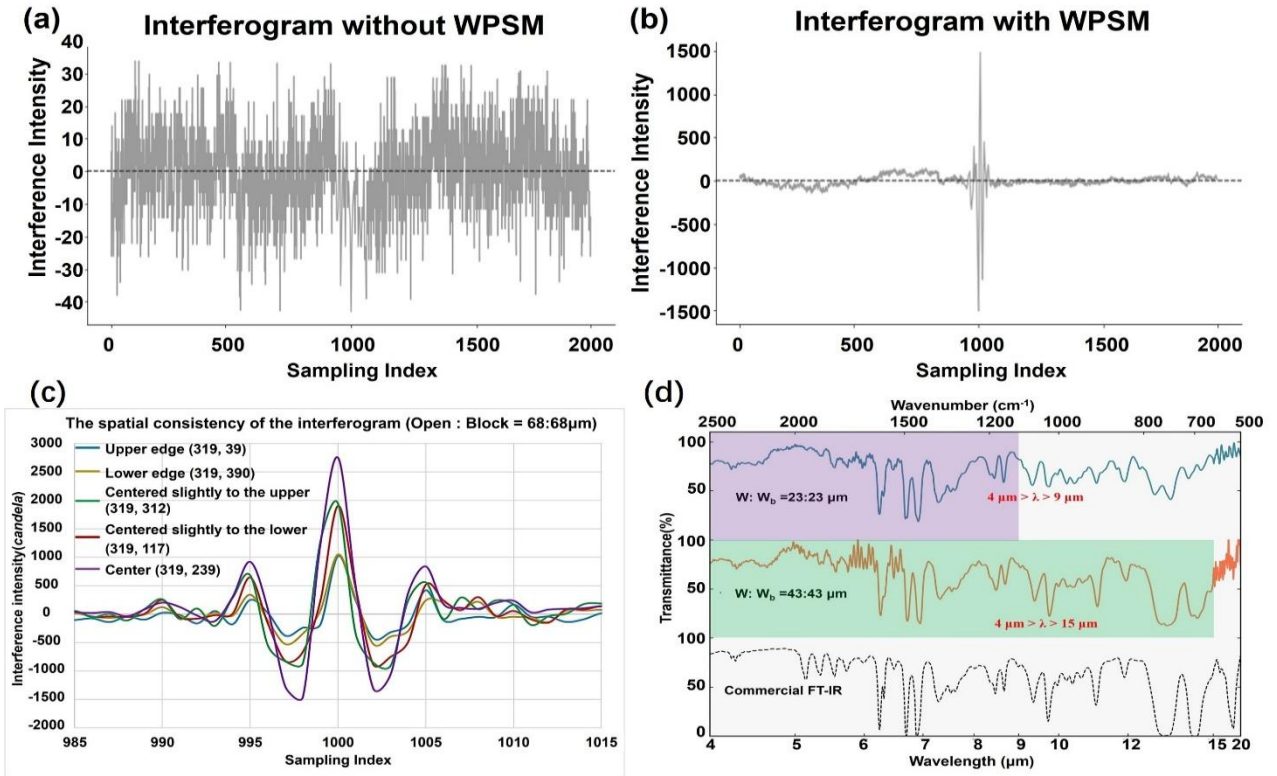 (a)
Interferogram without WPSM
Interference Intensity
40
30
20
10
0
-10
-20
-30
-40
0 500 1000 1500 2000
Sampling Index
(b)
Interferogram with WPSM
Interference Intensity
1500
1000
500
0
-500
-1000
-1500
0 500 1000 1500 2000
Sampling Index
(c)
The spatial consistency of the interferogram (Open : Block = 68:68μm)
Interference intensity(candela)
3000
2500
2000
1500
1000
500
0
-500
-1000
-1500
-2000
Upper edge (319, 39)
Lower edge (319, 390)
Centered slightly to the upper
(319, 312)
Centered slightly to the lower
(319, 117)
Center (319, 239)
985 990 995 1000 1005 1010 1015
Sampling Index
(d)
Wavenumber (cm-1)
2500 2000 1500 1200 1000 800 700 600 500
Transmittance(%)
100
50
W: Wb =23:23 μm
4 μm > λ > 9 μm
100
50
W: Wb =43:43 μm
4 μm > λ > 15 μm
100
50
Commercial FT-IR
0
4 5 6 7 8 9 10 12 15 20
Wavelength (μm)